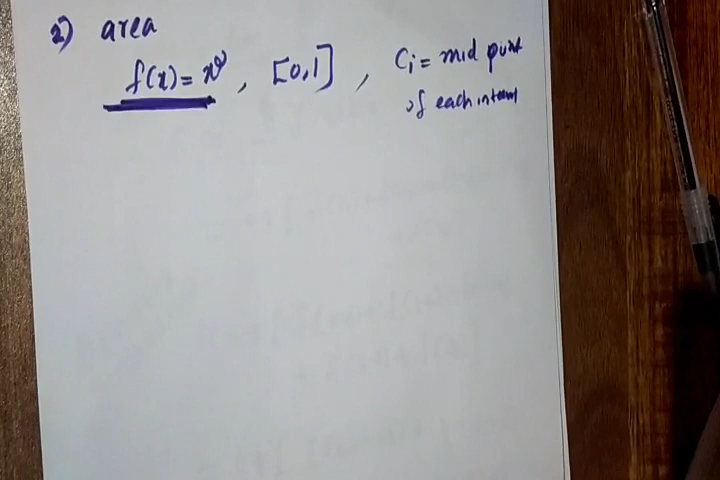 2) area
f(x) = x², [0,1], Cᵢ = mid point
of each interval